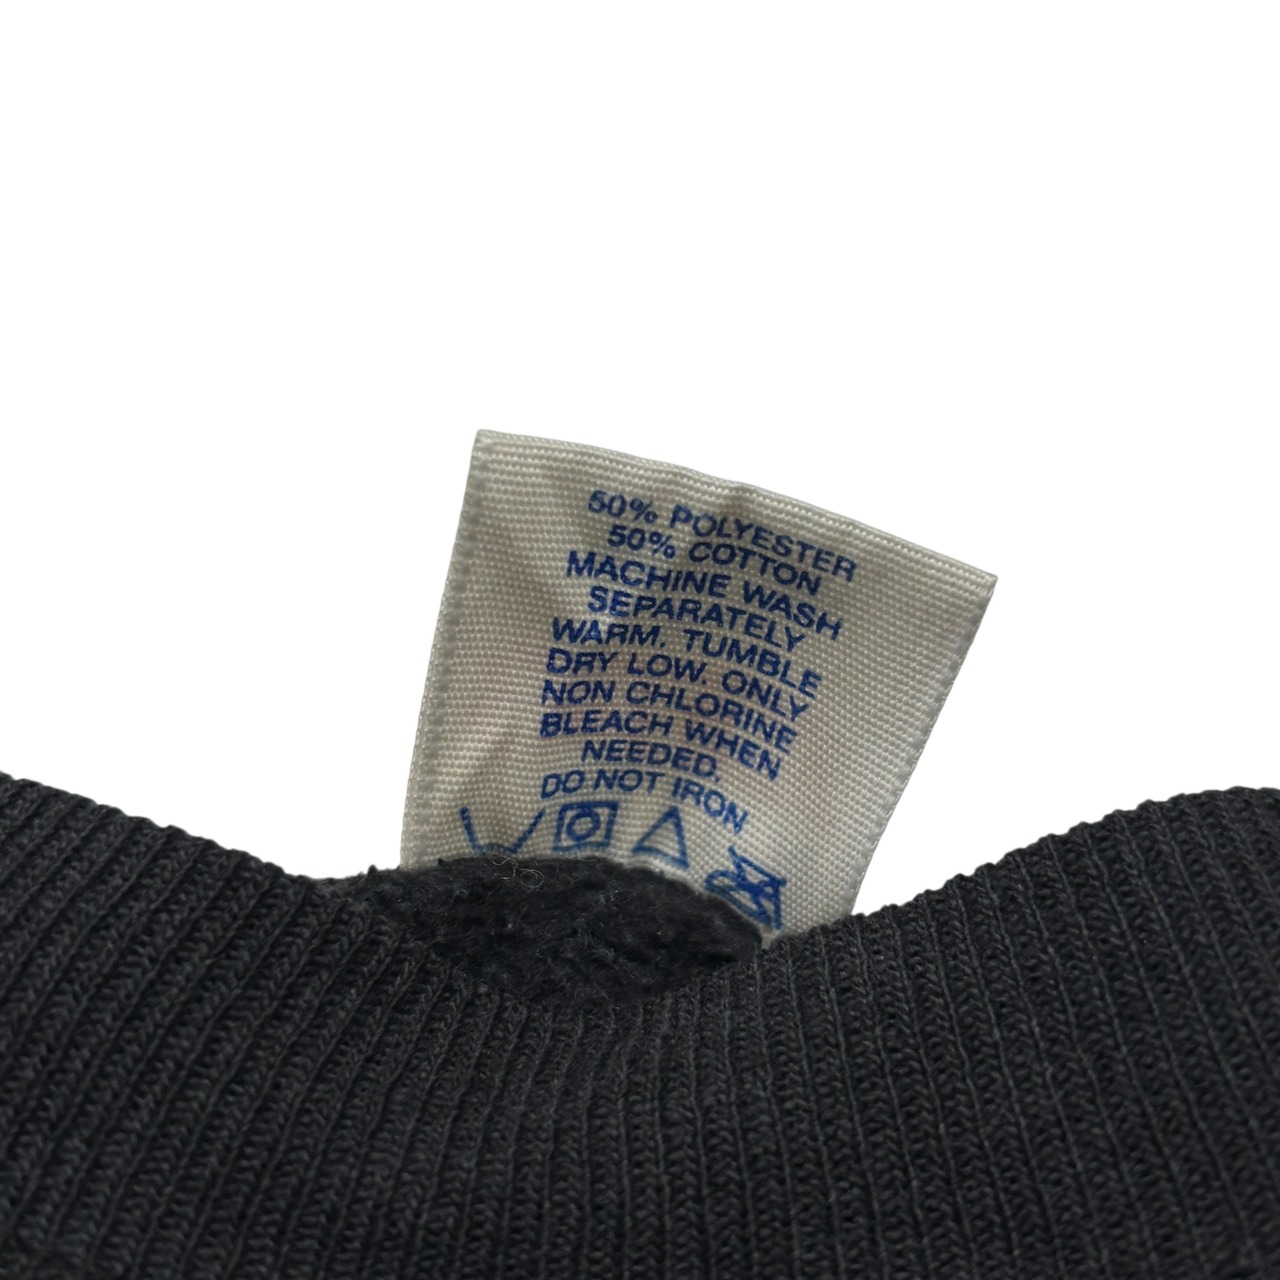 50% POLYESTER
50% COTTON
MACHINE WASH
SEPARATELY
WARM. TUMBLE
DRY LOW. ONLY
NON CHLORINE
BLEACH WHEN
NEEDED.
DO NOT IRON